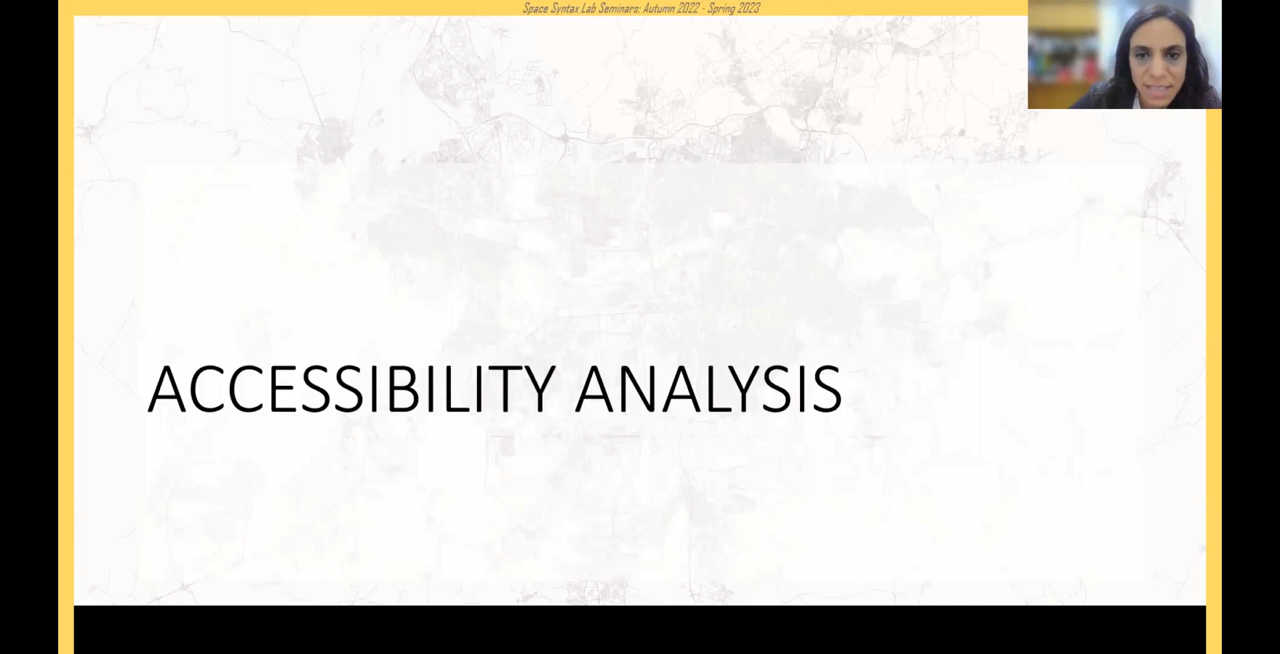 Space Syntax Lab Seminars: Autumn 2022 - Spring 2023
ACCESSIBILITY ANALYSIS